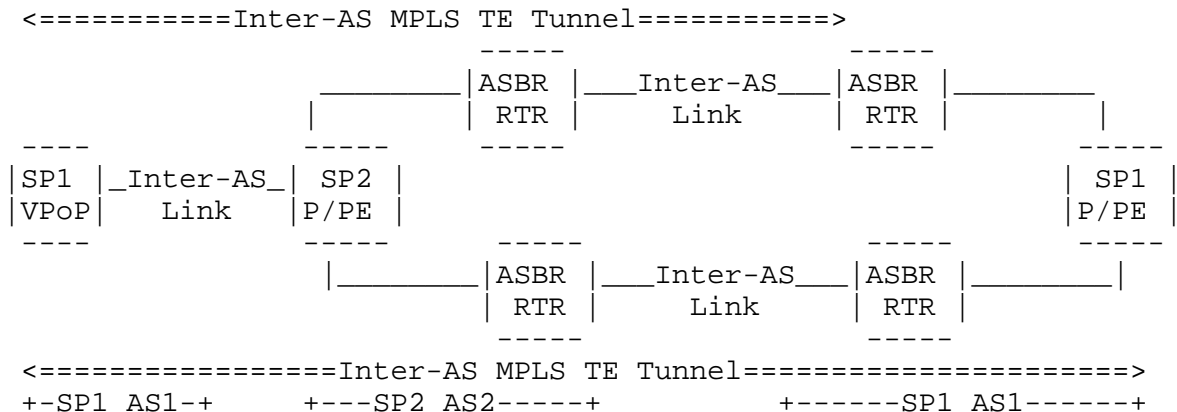 <===========Inter-AS MPLS TE Tunnel===========>
ASBR Inter-AS ASBR
RTR Link RTR
SP1 Inter-AS SP2 SP1
VPoP Link P/PE P/PE
ASBR Inter-AS ASBR
RTR Link RTR
<=================Inter-AS MPLS TE Tunnel======================>
+-SP1 AS1-+ +---SP2 AS2-----+ +------SP1 AS1------+